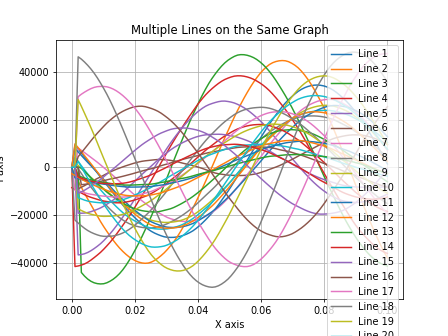 Multiple Lines on the Same Graph
40000
20000
0
−20000
−40000
0.00
0.02
0.04
0.06
X axis
Line 1
Line 2
Line 3
Line 4
Line 5
Line 6
Line 7
Line 8
Line 9
Line 10
Line 11
Line 12
Line 13
Line 14
Line 15
Line 16
Line 17
Line 18
Line 19
Line 20